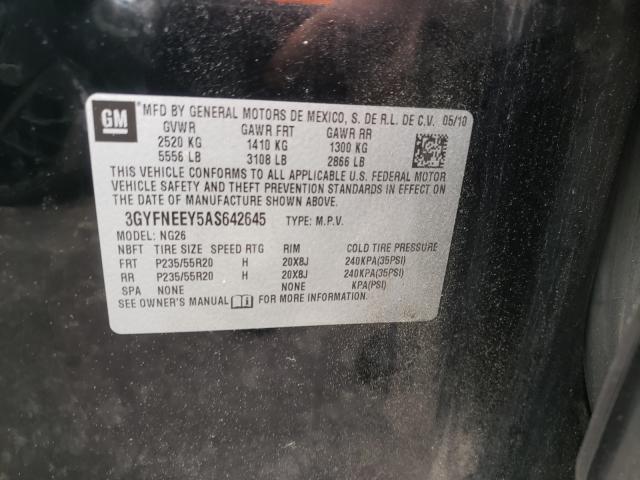 GM
MFD BY GENERAL MOTORS DE MEXICO, S. DE R.L. DE C.V. 05/10
GVWR GAWR FRT GAWR RR
2520 KG 1410 KG 1300 KG
5556 LB 3108 LB 2866 LB
THIS VEHICLE CONFORMS TO ALL APPLICABLE U.S. FEDERAL MOTOR
VEHICLE SAFETY AND THEFT PREVENTION STANDARDS IN EFFECT ON
THE DATE OF MANUFACTURE SHOWN ABOVE.
3GYFNEEY5AS642645 TYPE: M.P.V.
MODEL: NG26
NBFT TIRE SIZE SPEED RTG RIM COLD TIRE PRESSURE
FRT P235/55R20 H 20X8J 240KPA(35PSI)
RR P235/55R20 H 20X8J 240KPA(35PSI)
SPA NONE NONE KPA(PSI)
SEE OWNER'S MANUAL FOR MORE INFORMATION.